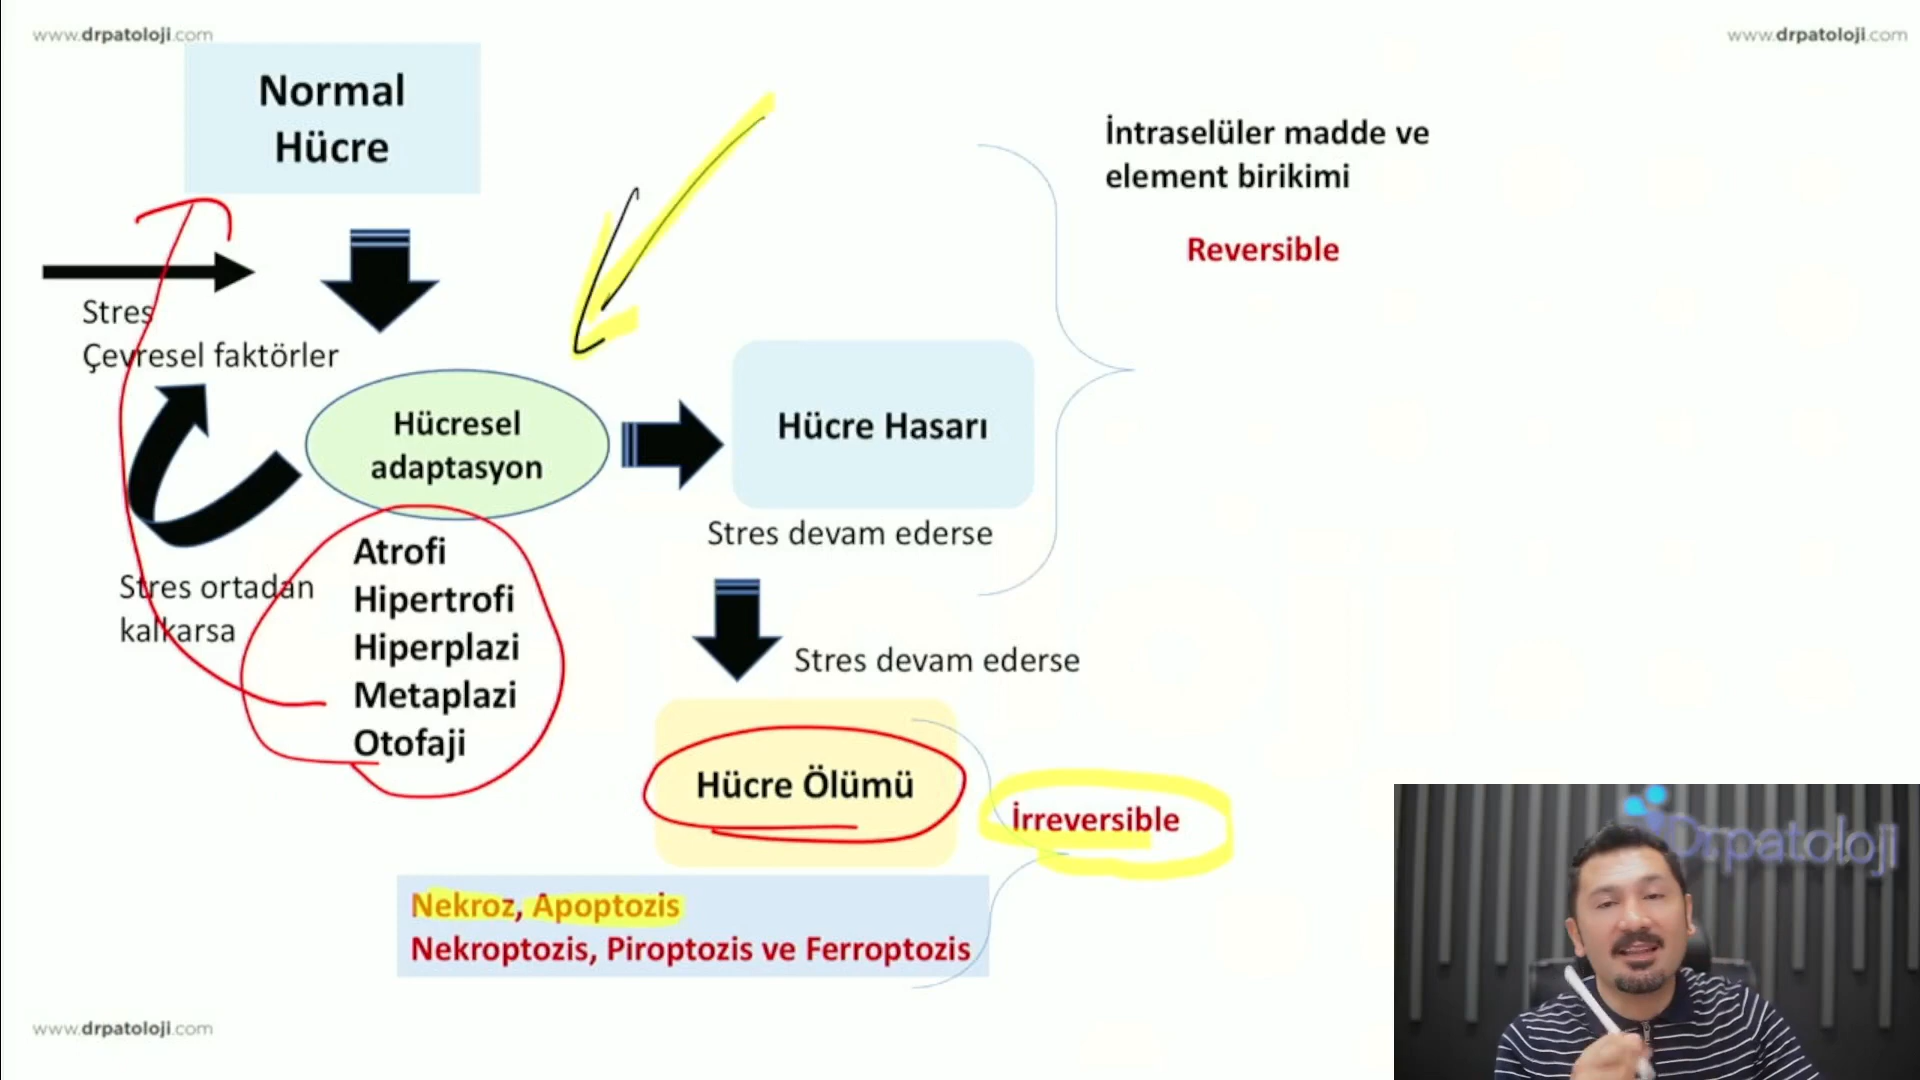 www.drpatoloji.com
www.drpatoloji.com
Normal
Hücre
İntraselüler madde ve
element birikimi
Reversible
Stres
Çevresel faktörler
Hücresel
adaptasyon
Hücre Hasarı
Stres devam ederse
Atrofi
Hipertrofi
Hiperplazi
Metaplazi
Otofaji
Stres ortadan
kalkarsa
Stres devam ederse
Hücre Ölümü
İrreversible
Nekroz, Apoptozis
Nekroptozis, Piroptozis ve Ferroptozis
Drpatoloji
www.drpatoloji.com